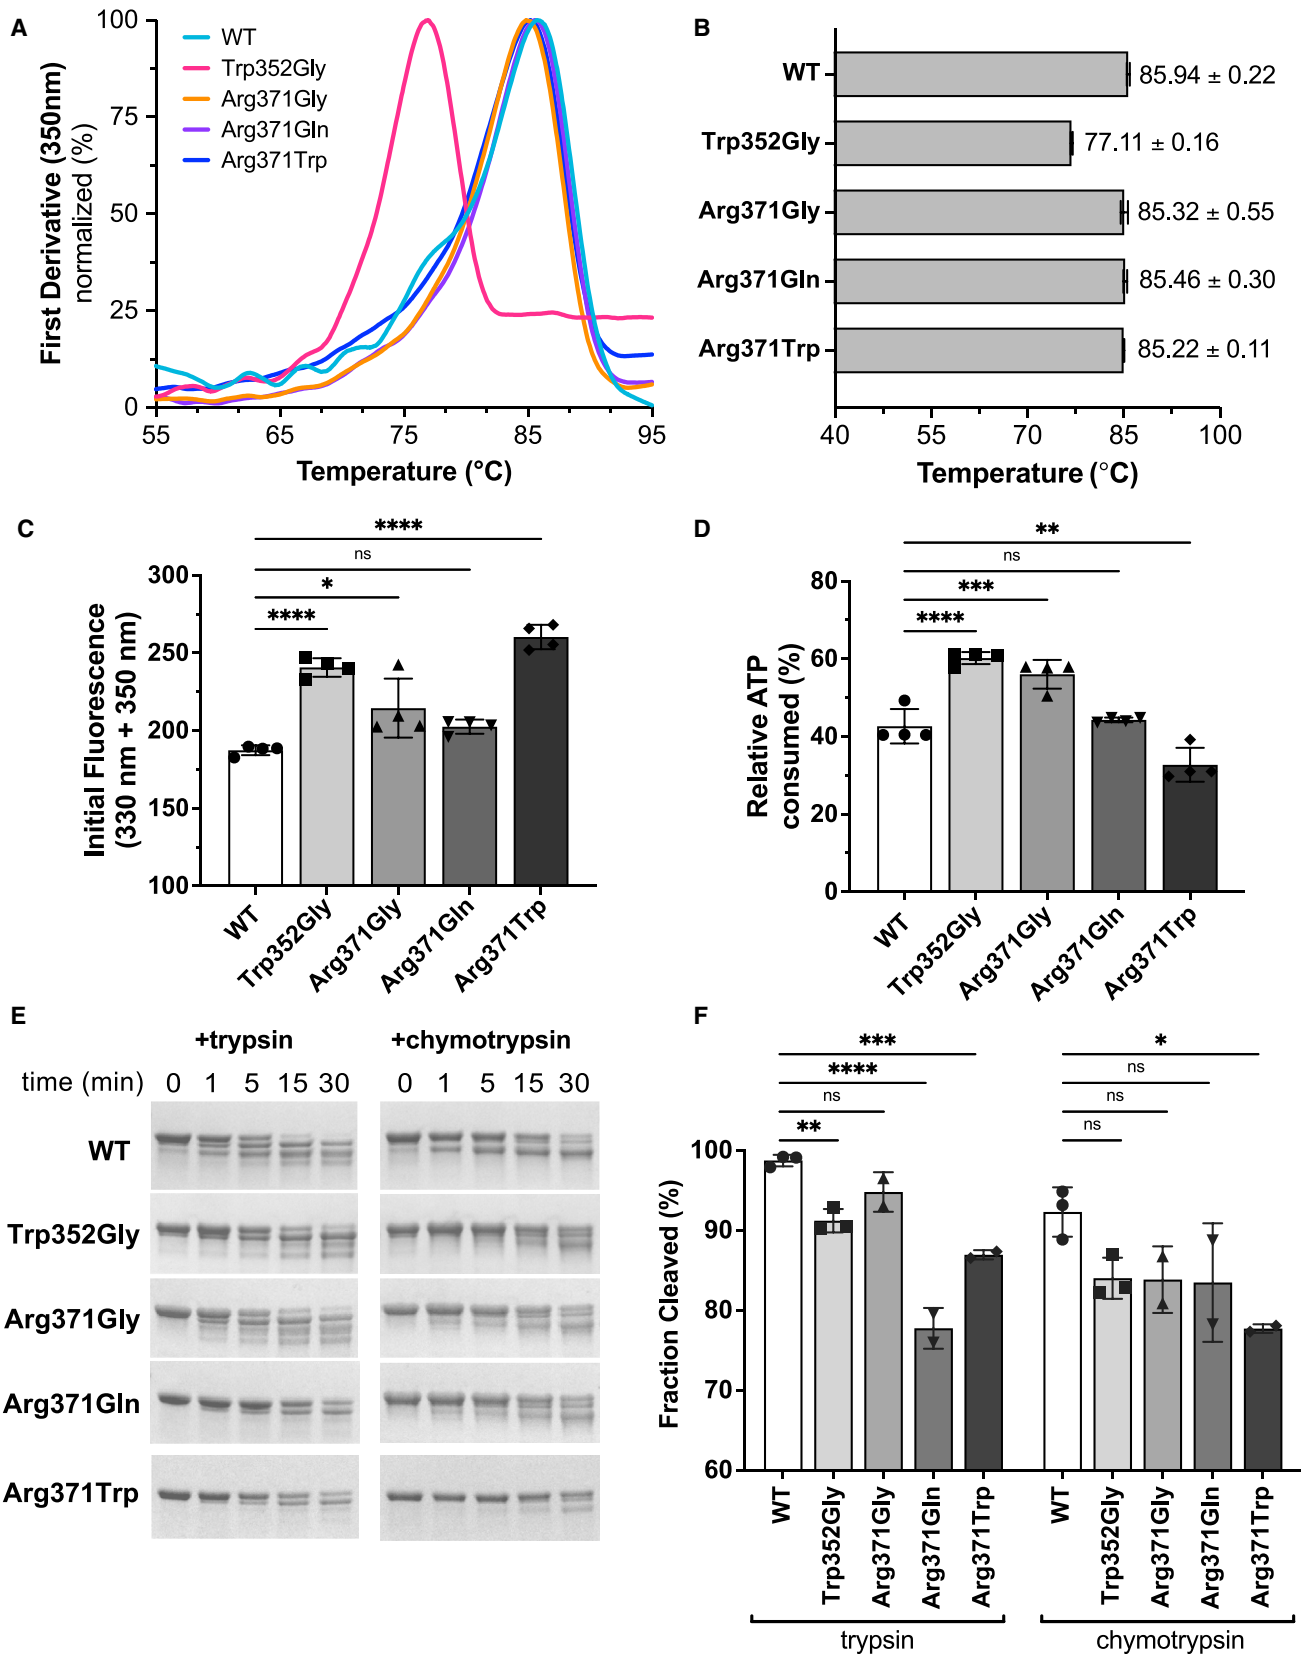 A
First Derivative (350nm)
normalized (%)
100
75
50
25
0
55 65 75 85 95
Temperature (°C)
WT
Trp352Gly
Arg371Gly
Arg371Gln
Arg371Trp
B
WT 85.94 ± 0.22
Trp352Gly 77.11 ± 0.16
Arg371Gly 85.32 ± 0.55
Arg371Gln 85.46 ± 0.30
Arg371Trp 85.22 ± 0.11
40 55 70 85 100
Temperature (°C)
C
****
ns
*
****
Initial Fluorescence
(330 nm + 350 nm)
300
250
200
150
100
WT
Trp352Gly
Arg371Gly
Arg371Gln
Arg371Trp
D
**
ns
***
****
Relative ATP
consumed (%)
80
60
40
20
0
WT
Trp352Gly
Arg371Gly
Arg371Gln
Arg371Trp
E
+trypsin +chymotrypsin
time (min) 0 1 5 15 30 0 1 5 15 30
WT
Trp352Gly
Arg371Gly
Arg371Gln
Arg371Trp
F
***
****
ns
**
*
ns
ns
ns
Fraction Cleaved (%)
100
90
80
70
60
WT
Trp352Gly
Arg371Gly
Arg371Gln
Arg371Trp
WT
Trp352Gly
Arg371Gly
Arg371Gln
Arg371Trp
trypsin
chymotrypsin